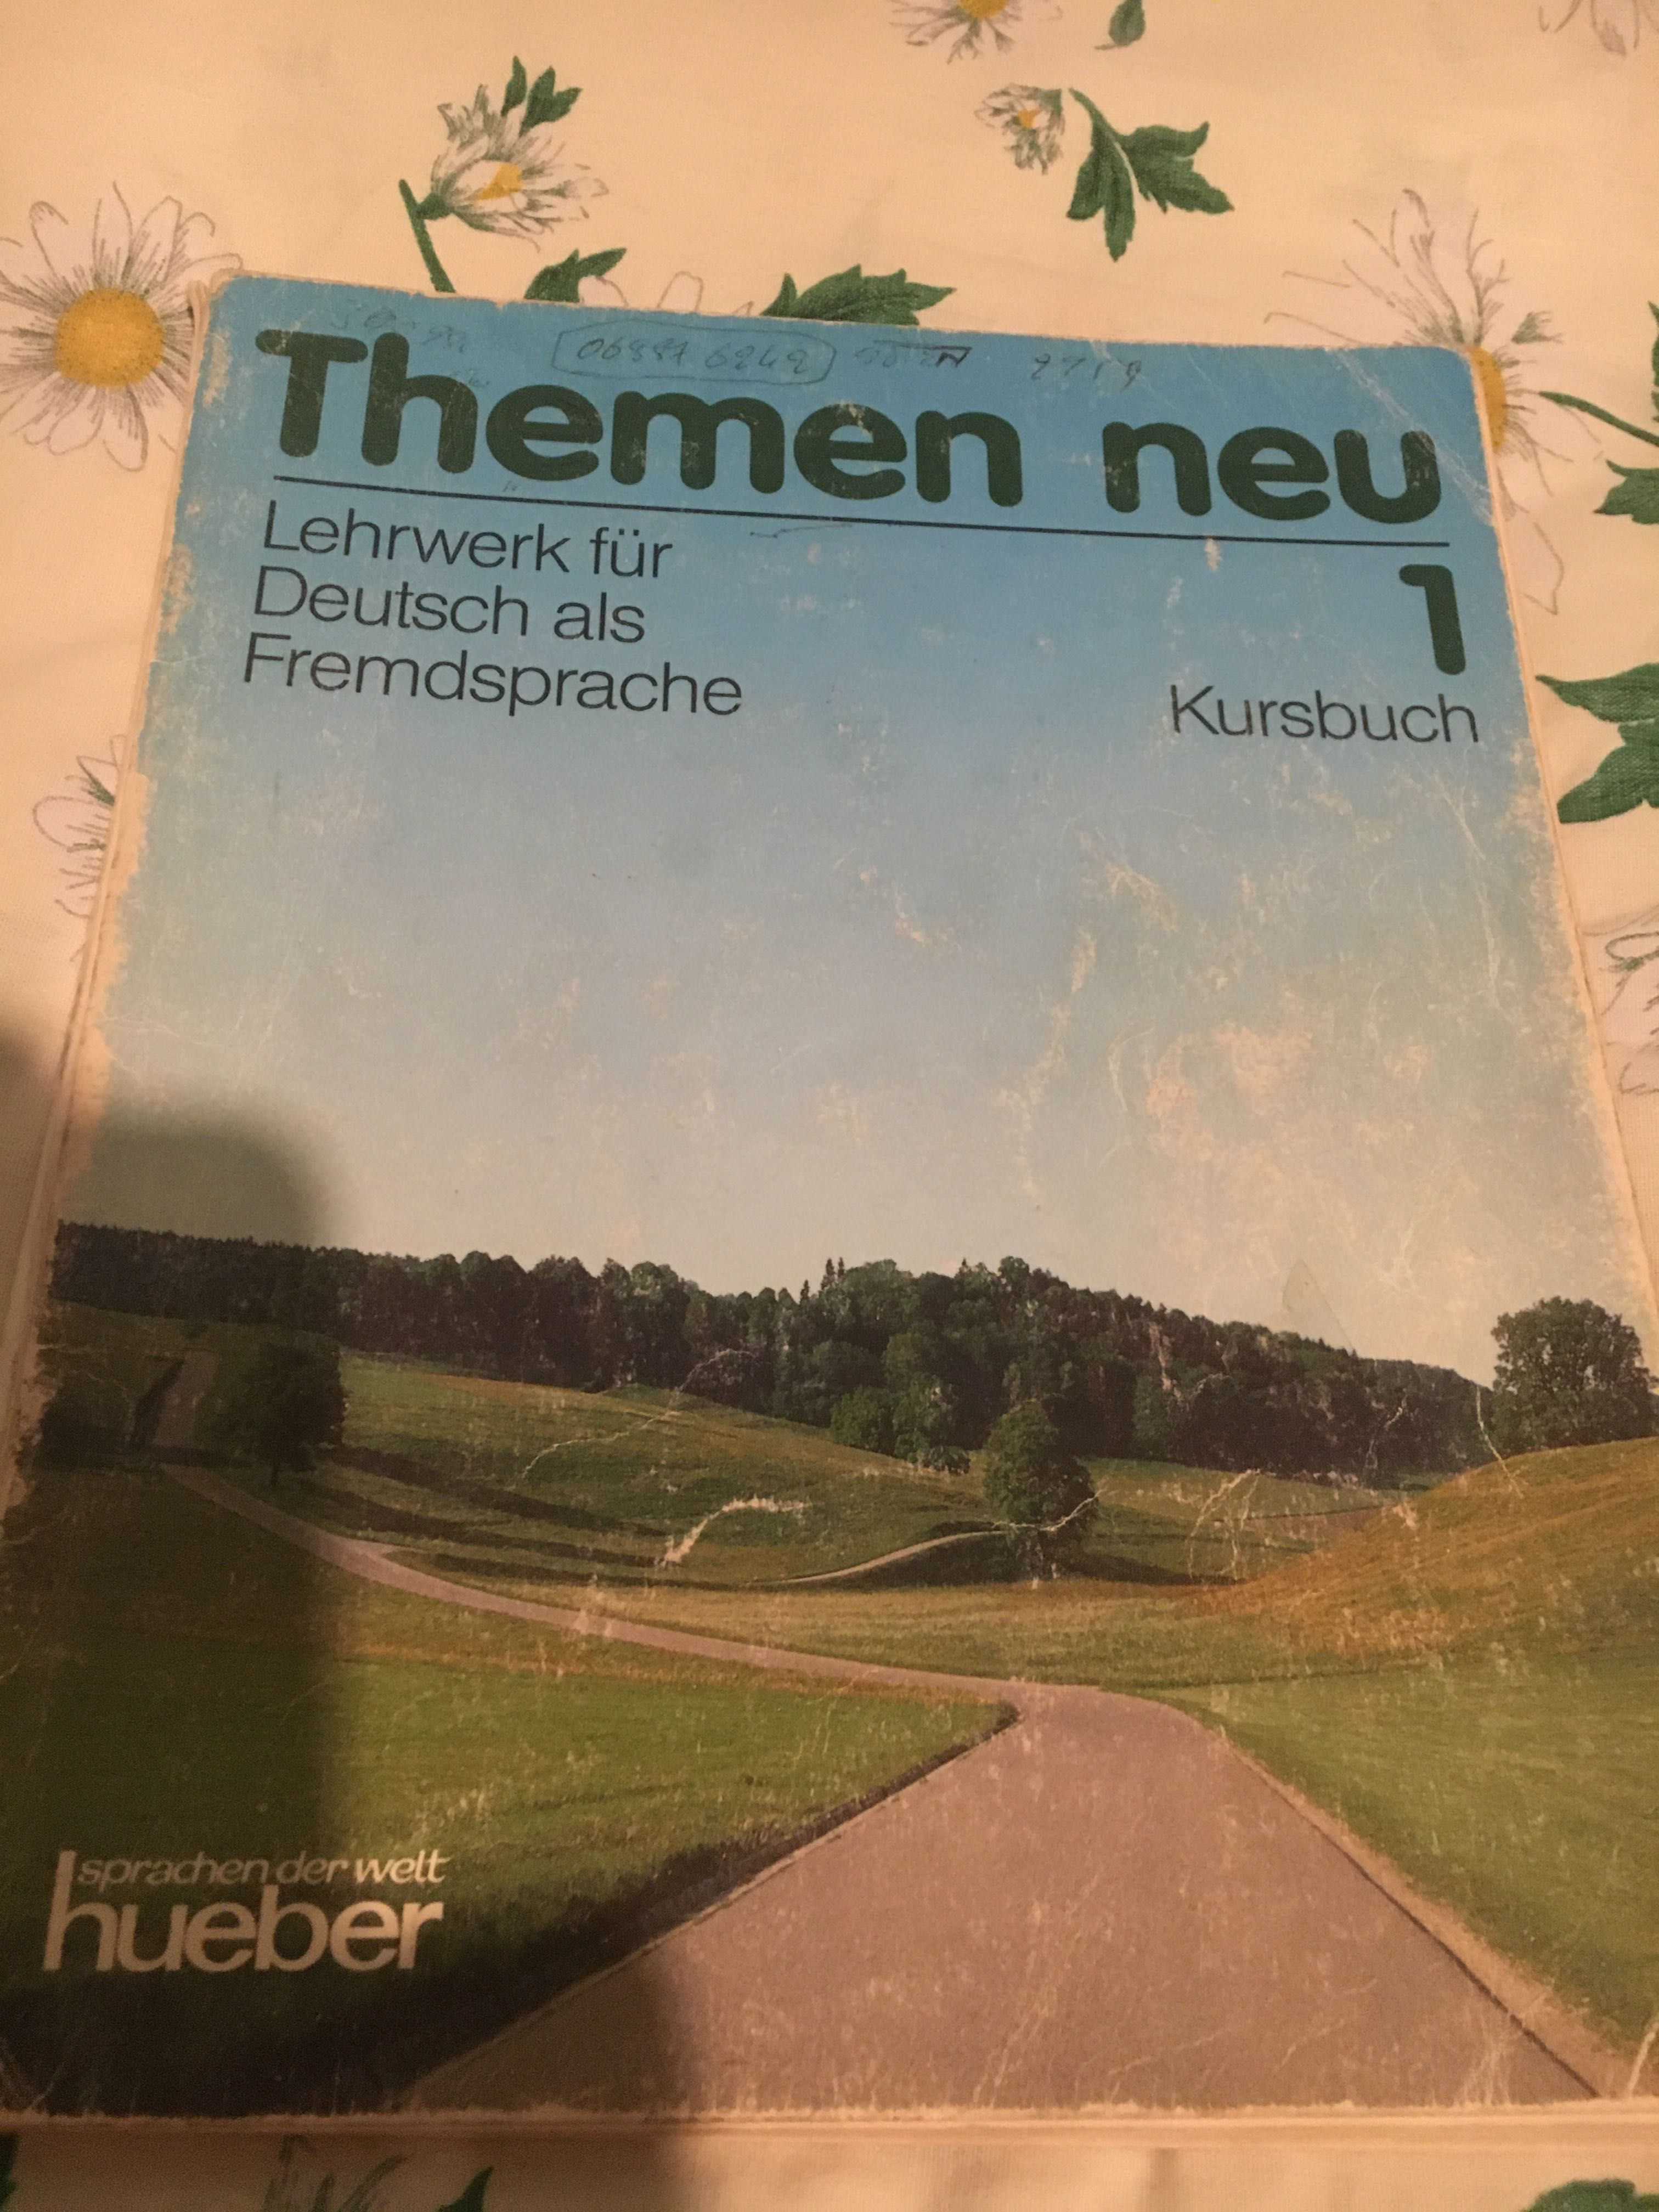 Themen neu
1
Lehrwerk für
Deutsch als
Fremdsprache
Kursbuch
sprachen der welt
hueber